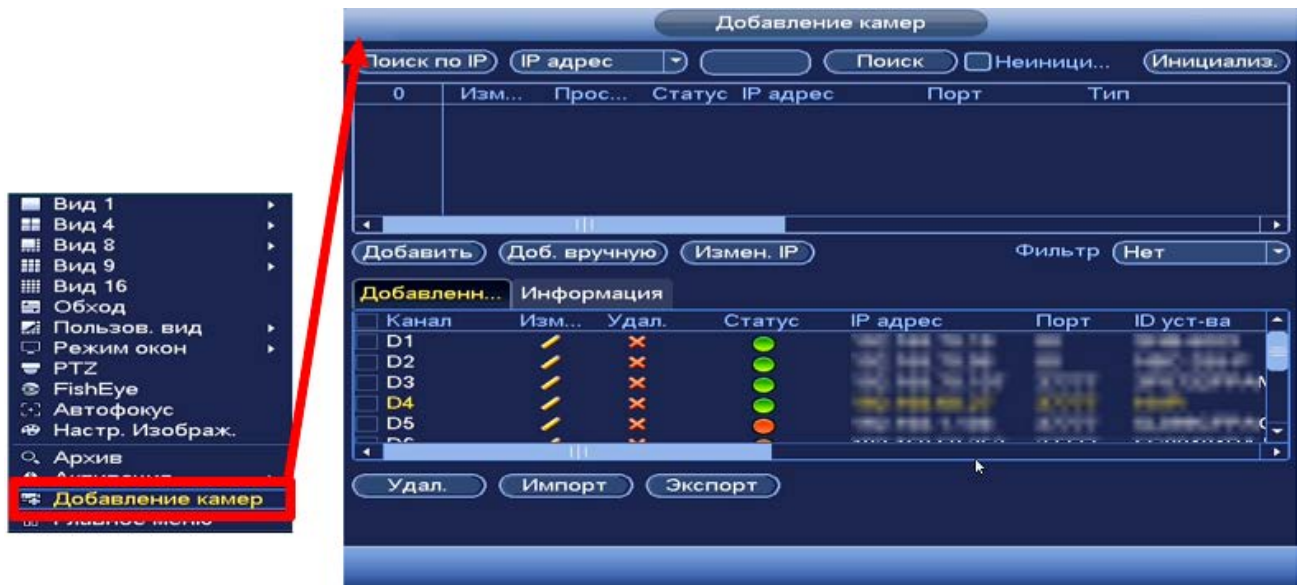 Вид 1
Вид 4
Вид 8
Вид 9
Вид 16
Обход
Пользов. вид
Режим окон
PTZ
FishEye
Автофокус
Настр. Изображ.
Архив
Добавление камер
Главное меню
Добавление камер
Поиск по IP IP адрес Поиск Неиници... Инициализ.
0 Изм... Прос... Статус IP адрес Порт Тип
Добавить Доб. вручную Измен. IP Фильтр Нет
Добавленн... Информация
Канал Изм... Удал. Статус IP адрес Порт ID уст-ва
D1
D2
D3
D4
D5
D6
Удал. Импорт Экспорт